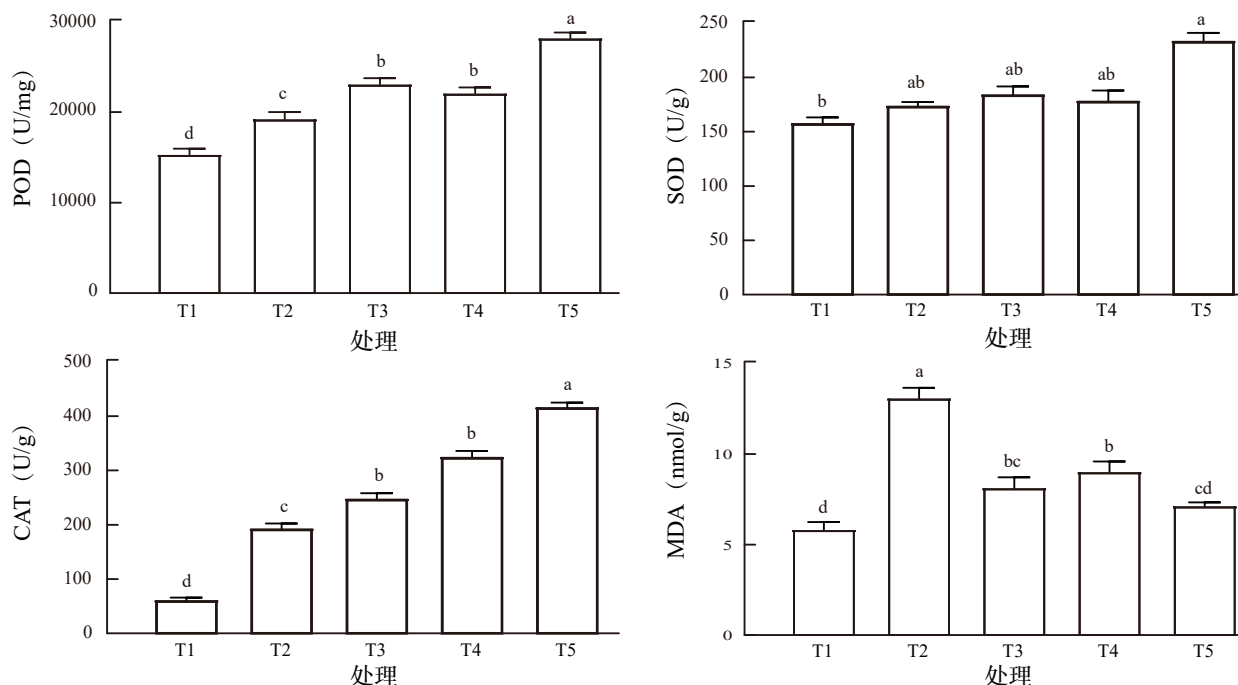 POD（U/mg）
30000
20000
10000
0
d
c
b
b
a
T1 T2 T3 T4 T5
处理
SOD（U/g）
250
200
150
100
50
0
b
ab
ab
ab
a
T1 T2 T3 T4 T5
处理
CAT（U/g）
500
400
300
200
100
0
d
c
b
b
a
T1 T2 T3 T4 T5
处理
MDA（nmol/g）
15
10
5
0
d
a
bc
b
cd
T1 T2 T3 T4 T5
处理